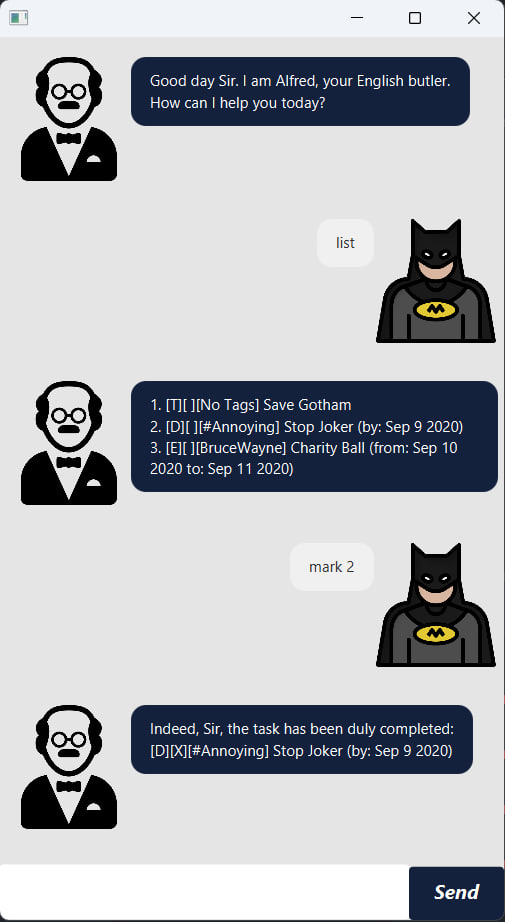 Good day Sir. I am Alfred, your English butler.
How can I help you today?
list
1. [T][ ][No Tags] Save Gotham
2. [D][ ][#Annoying] Stop Joker (by: Sep 9 2020)
3. [E][ ][BruceWayne] Charity Ball (from: Sep 10
2020 to: Sep 11 2020)
mark 2
Indeed, Sir, the task has been duly completed:
[D][X][#Annoying] Stop Joker (by: Sep 9 2020)
Send